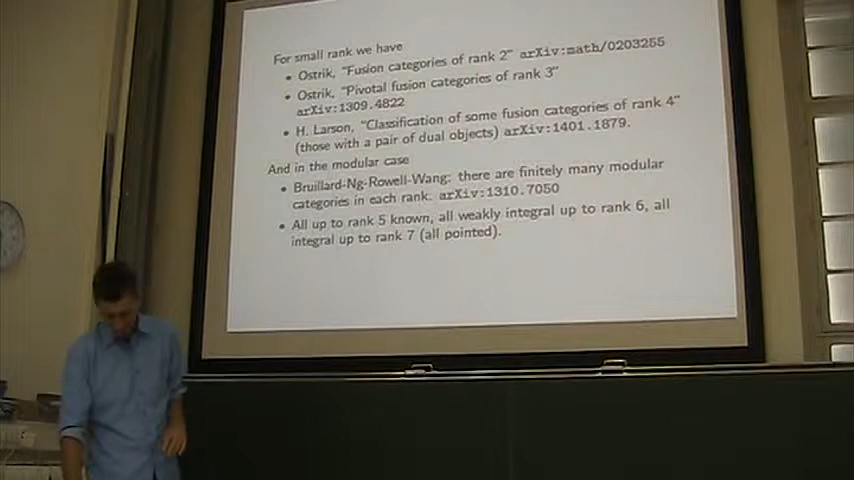 For small rank we have
• Ostrik, "Fusion categories of rank 2" arXiv:math/0203255
• Ostrik, "Pivotal fusion categories of rank 3"
arXiv:1309.4822
• H. Larson, "Classification of some fusion categories of rank 4"
(those with a pair of dual objects) arXiv:1401.1879.
And in the modular case
• Bruillard-Ng-Rowell-Wang: there are finitely many modular
categories in each rank. arXiv:1310.7050
• All up to rank 5 known, all weakly integral up to rank 6, all
integral up to rank 7 (all pointed).